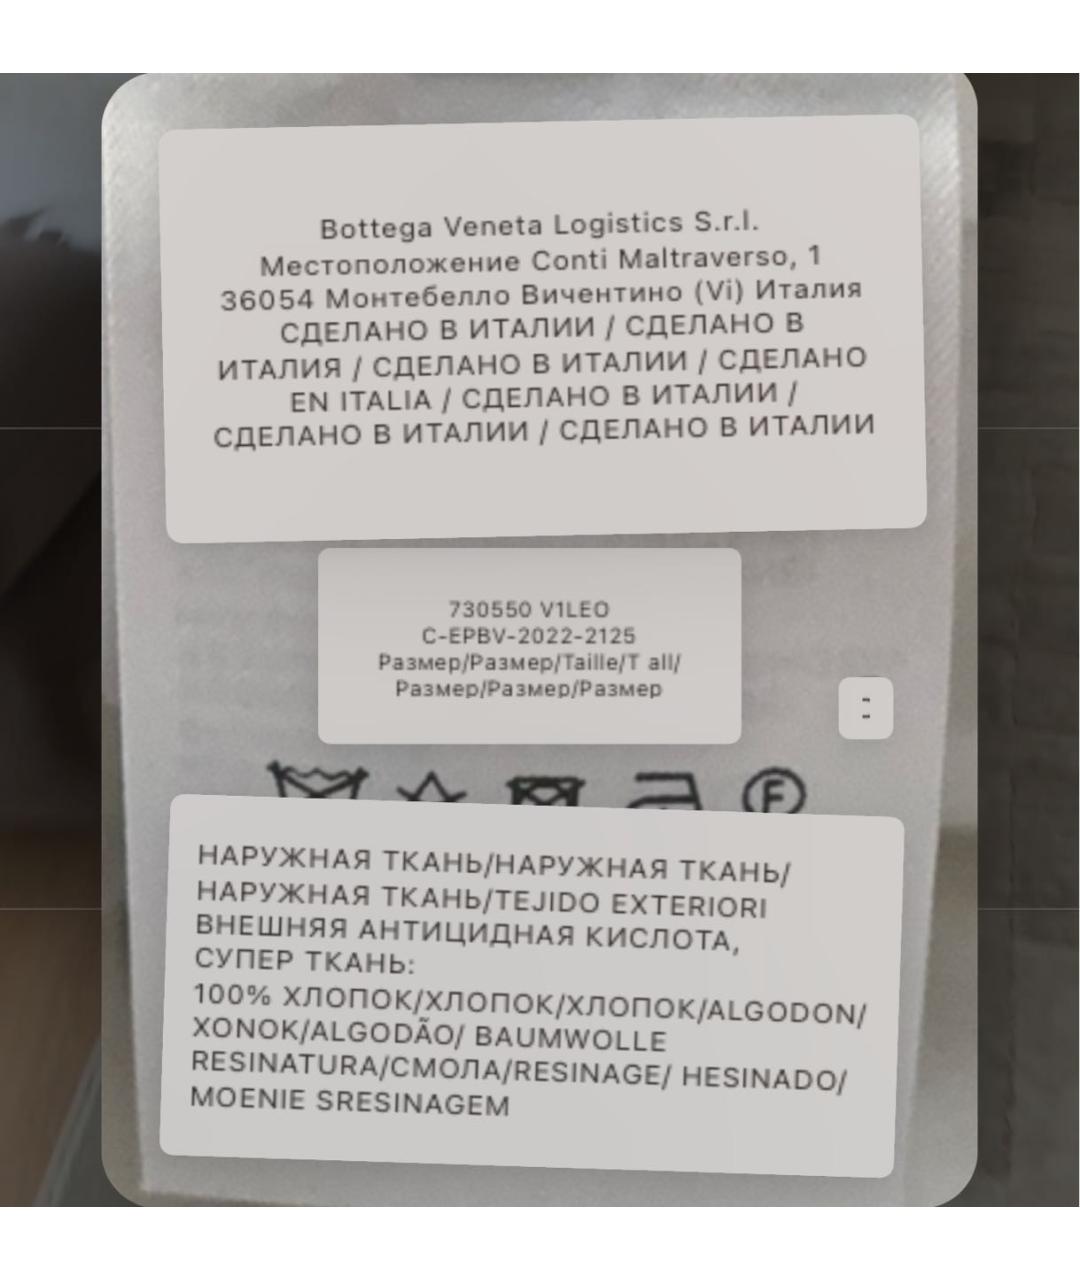 Bottega Veneta Logistics S.r.l.
Местоположение Conti Maltraverso, 1
36054 Монтебелло Вичентино (Vi) Италия
СДЕЛАНО В ИТАЛИИ / СДЕЛАНО В
ИТАЛИЯ / СДЕЛАНО В ИТАЛИИ / СДЕЛАНО
EN ITALIA / СДЕЛАНО В ИТАЛИИ /
СДЕЛАНО В ИТАЛИИ / СДЕЛАНО В ИТАЛИИ
730550 V1LEO
C-EPBV-2022-2125
Размер/Размер/Taille/T all/
Размер/Размер/Размер
F
НАРУЖНАЯ ТКАНЬ/НАРУЖНАЯ ТКАНЬ/
НАРУЖНАЯ ТКАНЬ/TEJIDO EXTERIORI
ВНЕШНЯЯ АНТИЦИДНАЯ КИСЛОТА,
СУПЕР ТКАНЬ:
100% ХЛОПОК/ХЛОПОК/ХЛОПОК/ALGODON/
XONOK/ALGODÃO/ BAUMWOLLE
RESINATURA/СМОЛА/RESINAGE/ HESINADO/
MOENIE SRESINAGEM